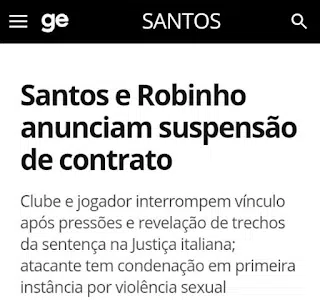 ge SANTOS
Santos e Robinho
anunciam suspensão
de contrato
Clube e jogador interrompem vínculo
após pressões e revelação de trechos
da sentença na Justiça italiana;
atacante tem condenação em primeira
instância por violência sexual